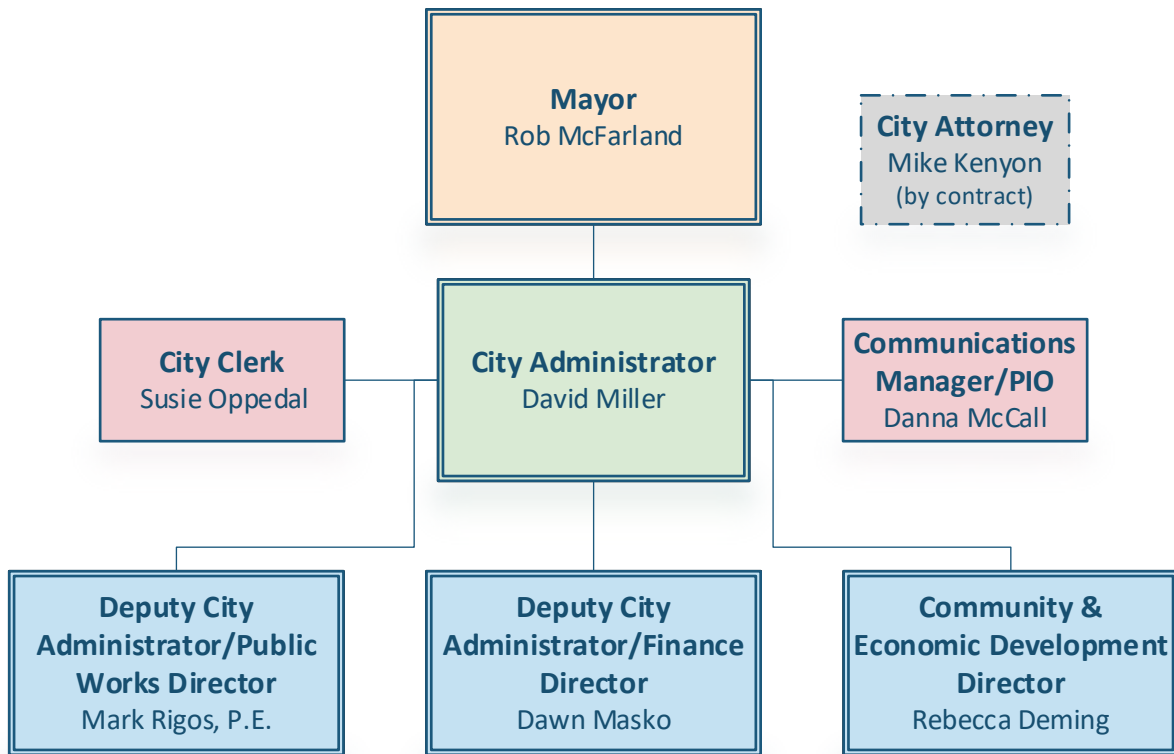 Mayor
Rob McFarland
City Attorney
Mike Kenyon
(by contract)
City Clerk
Susie Oppedal
City Administrator
David Miller
Communications
Manager/PIO
Danna McCall
Deputy City
Administrator/Public
Works Director
Mark Rigos, P.E.
Deputy City
Administrator/Finance
Director
Dawn Masko
Community &
Economic Development
Director
Rebecca Deming